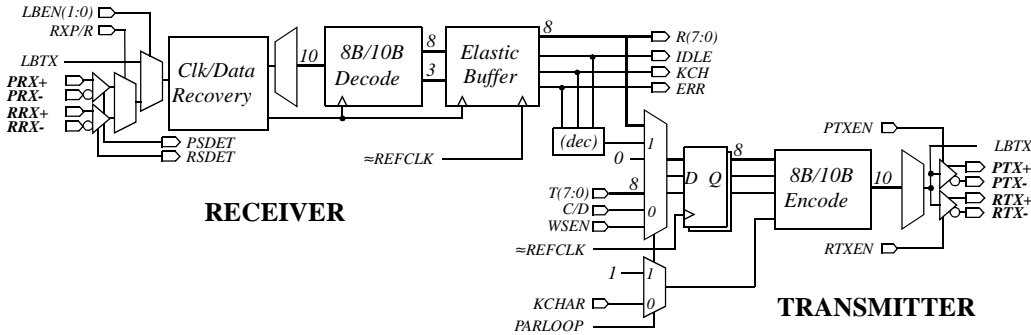 LBEN(1:0)
RXP/R
LBTX
PRX+
PRX-
RRX+
RRX-
PSDET
RSDET
Clk/Data
Recovery
10
8B/10B
Decode
8
3
Elastic
Buffer
8
R(7:0)
IDLE
KCH
ERR
≈REFCLK
(dec)
RECEIVER
1
0
8
T(7:0)
C/D
0
WSEN
≈REFCLK
D Q
8
1
1
KCHAR
0
PARLOOP
8B/10B
Encode
10
PTXEN
LBTX
PTX+
PTX-
RTX+
RTX-
RTXEN
TRANSMITTER